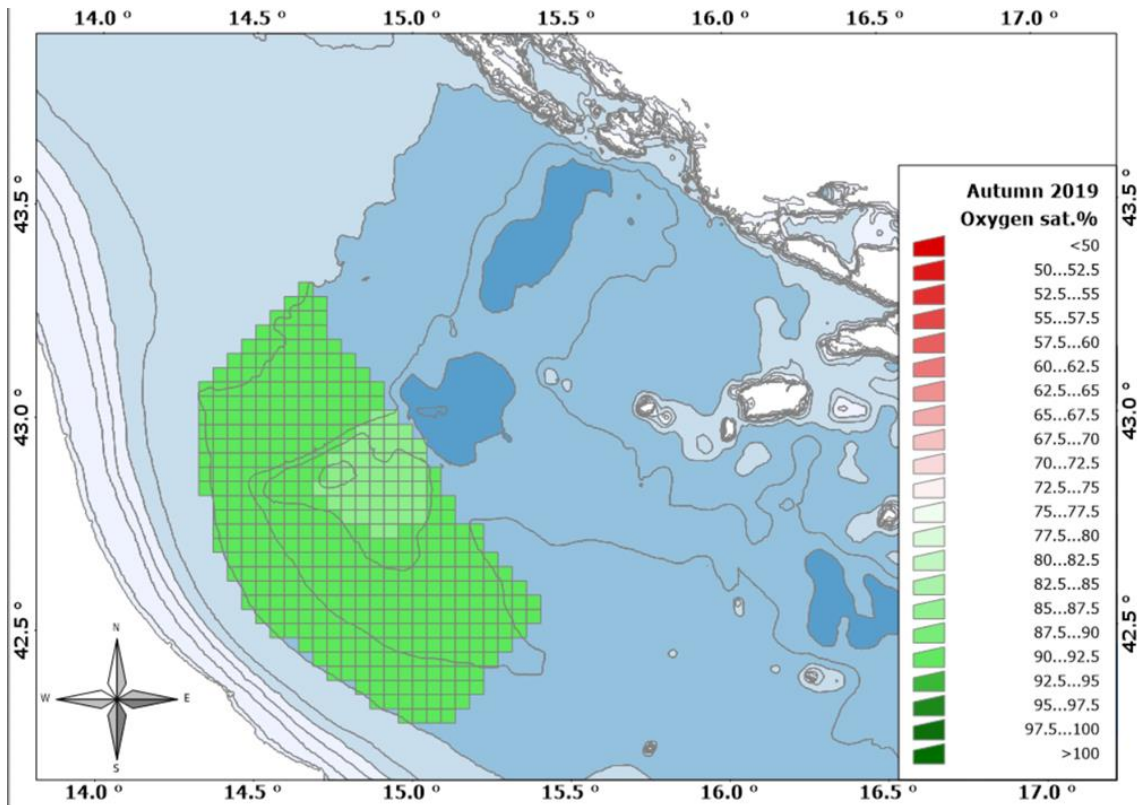 14.0 º 14.5 º 15.0 º 15.5 º 16.0 º 16.5 º 17.0 º
43.5 º
43.0 º
42.5 º
43.5 º
43.0 º
42.5 º
Autumn 2019
Oxygen sat.%
<50
50...52.5
52.5...55
55...57.5
57.5...60
60...62.5
62.5...65
65...67.5
67.5...70
70...72.5
72.5...75
75...77.5
77.5...80
80...82.5
82.5...85
85...87.5
87.5...90
90...92.5
92.5...95
95...97.5
97.5...100
>100
N
W E
S
14.0 º 14.5 º 15.0 º 15.5 º 16.0 º 16.5 º 17.0 º